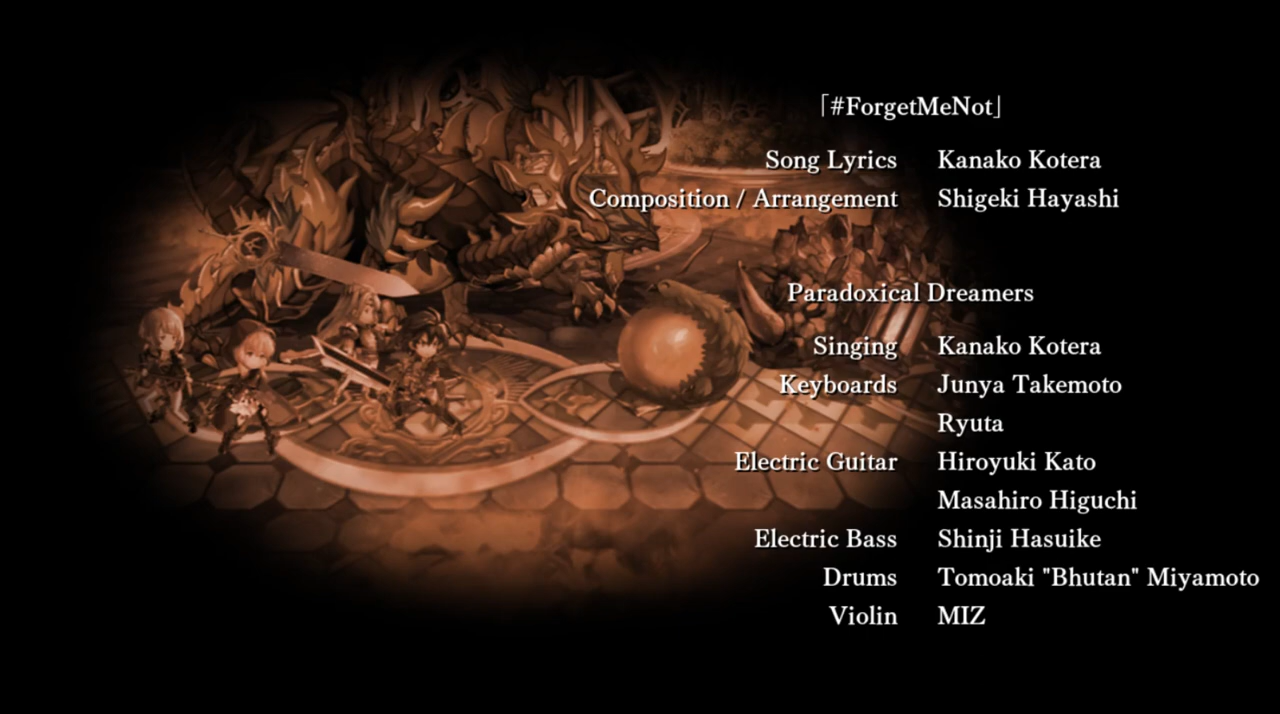 「#ForgetMeNot」
Song Lyrics Kanako Kotera
Composition / Arrangement Shigeki Hayashi
Paradoxical Dreamers
Singing Kanako Kotera
Keyboards Junya Takemoto
Ryuta
Electric Guitar Hiroyuki Kato
Masahiro Higuchi
Electric Bass Shinji Hasuike
Drums Tomoaki "Bhutan" Miyamoto
Violin MIZ